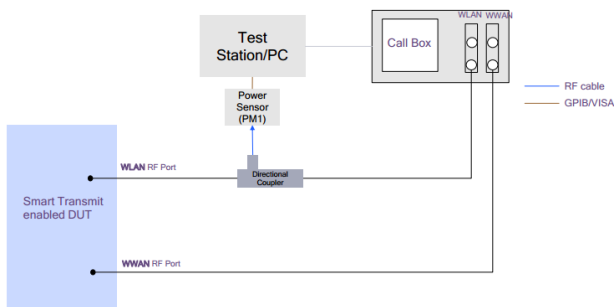 WLAN WWAN
Test
Station/PC
Call Box
RF cable
GPIB/VISA
Power
Sensor
(PM1)
WLAN RF Port
Directional
Coupler
Smart Transmit
enabled DUT
WWAN RF Port